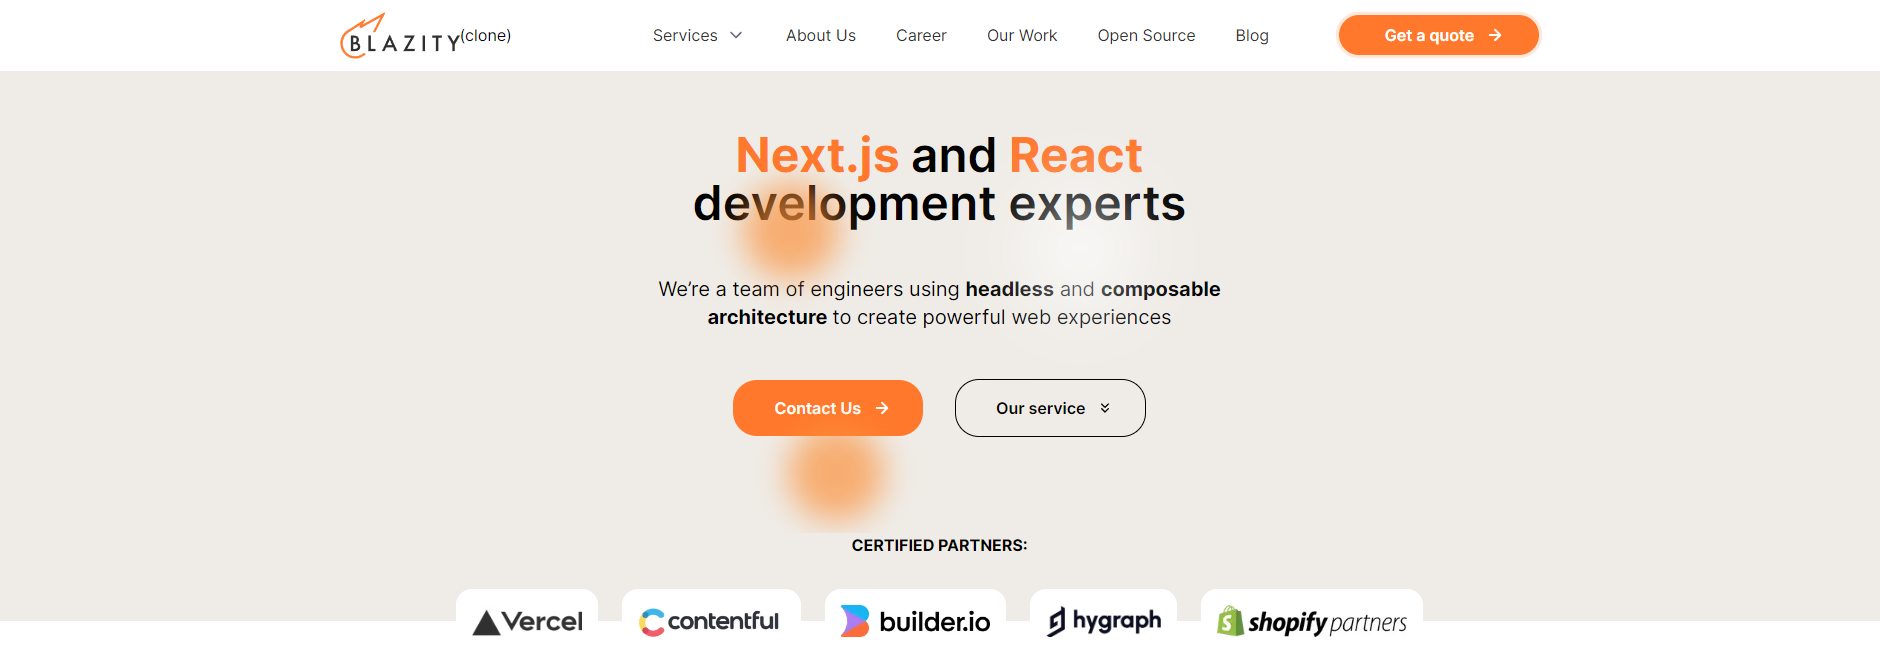 BLAZITY(clone)
Services
About Us
Career
Our Work
Open Source
Blog
Get a quote
Next.js and React
development experts
We’re a team of engineers using headless and composable
architecture to create powerful web experiences
Contact Us
Our service
CERTIFIED PARTNERS:
Vercel
contentful
builder.io
hygraph
shopify partners